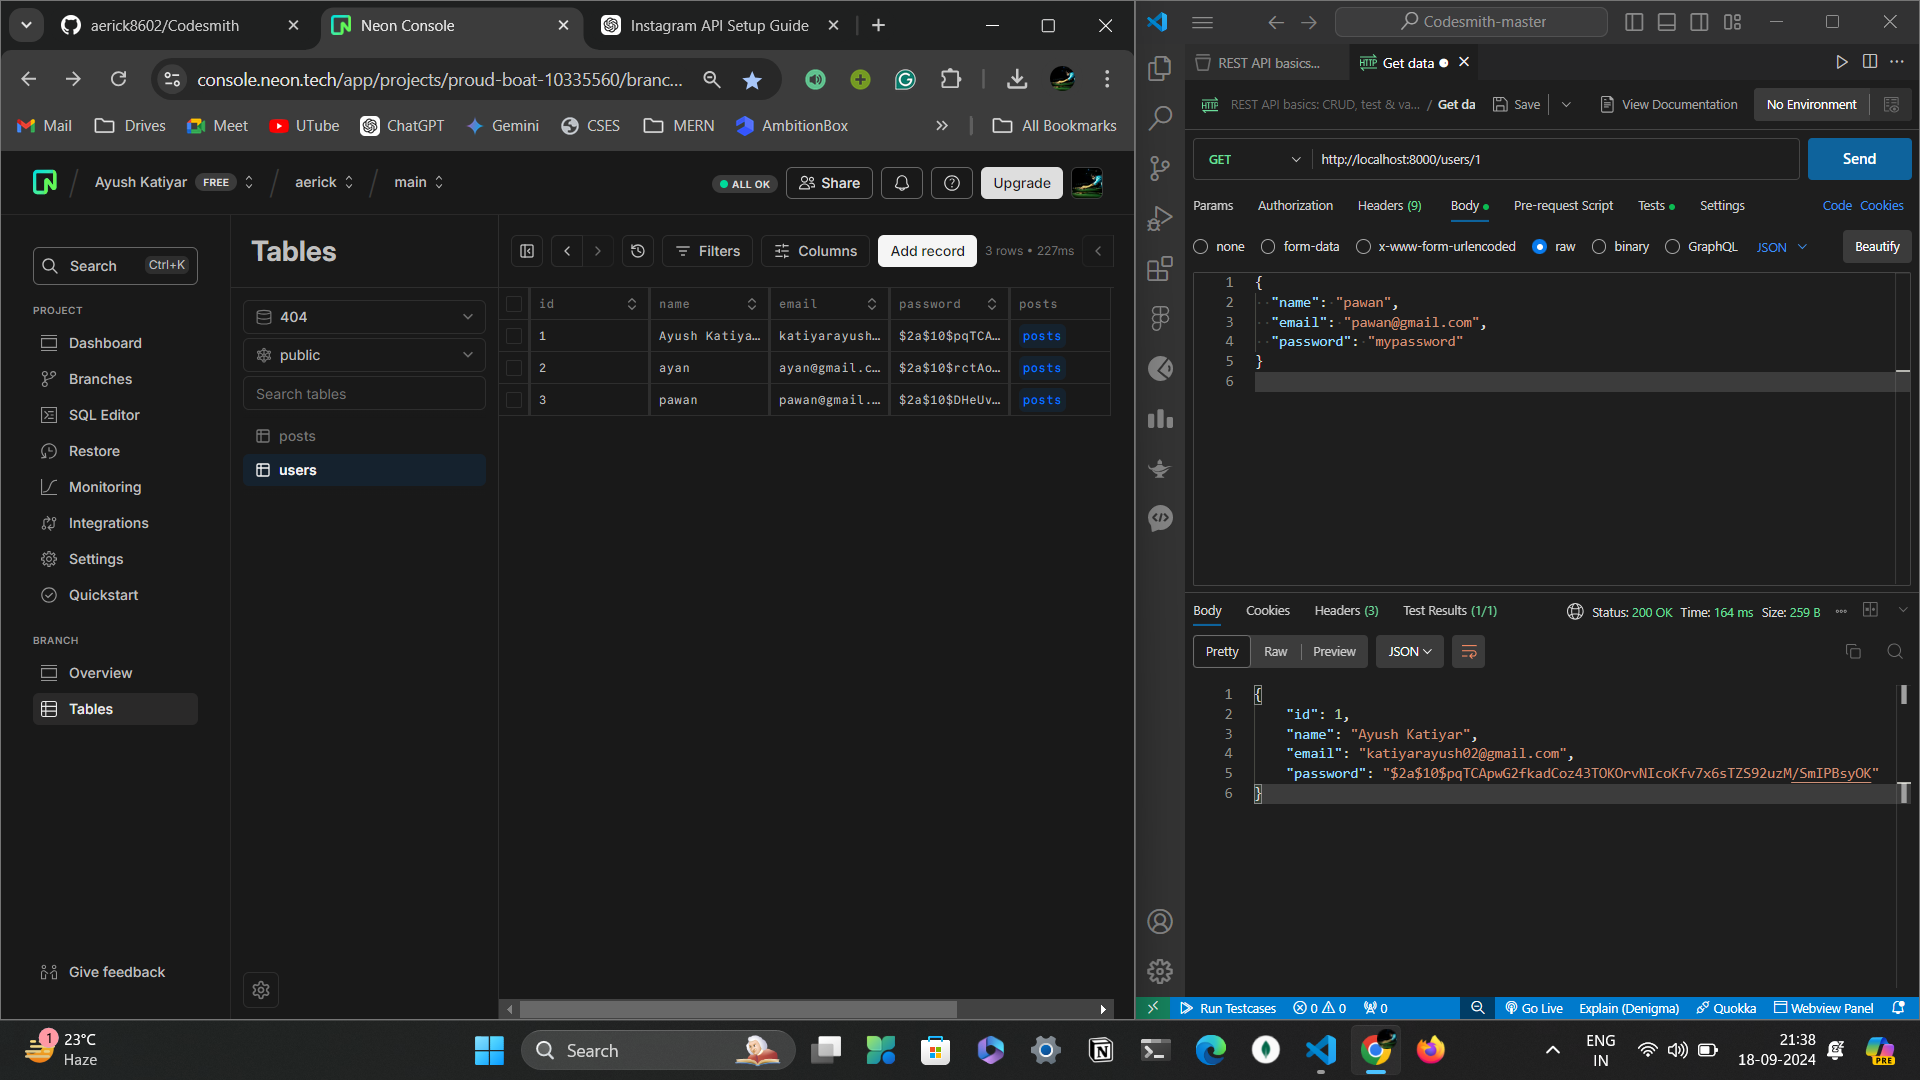 aerick8602/Codesmith
Neon Console
Instagram API Setup Guide
console.neon.tech/app/projects/proud-boat-10335560/branc...
Mail
Drives
Meet
UTube
ChatGPT
Gemini
CSES
MERN
AmbitionBox
»
All Bookmarks
Ayush Katiyar FREE / aerick / main
ALL OK
Share
Upgrade
Search Ctrl+K
PROJECT
Dashboard
Branches
SQL Editor
Restore
Monitoring
Integrations
Settings
Quickstart
BRANCH
Overview
Tables
Give feedback
Tables
404
public
Search tables
posts
users
Filters
Columns
Add record
3 rows • 227ms
id name email password posts
1 Ayush Katiya… katiyarayush… $2a$10$pqTCA… posts
2 ayan ayan@gmail.c… $2a$10$rctAo… posts
3 pawan pawan@gmail.… $2a$10$DHeUv… posts
Codesmith-master
REST API basics...
HTTP Get data
HTTP REST API basics: CRUD, test & va... / Get da
Save
View Documentation
No Environment
GET http://localhost:8000/users/1
Send
Params Authorization Headers (9) Body Pre-request Script Tests Settings Code Cookies
none form-data x-www-form-urlencoded raw binary GraphQL JSON Beautify
1 {
2 "name": "pawan",
3 "email": "pawan@gmail.com",
4 "password": "mypassword"
5 }
6
Body Cookies Headers (3) Test Results (1/1) Status: 200 OK Time: 164 ms Size: 259 B
Pretty Raw Preview JSON
1 {
2 "id": 1,
3 "name": "Ayush Katiyar",
4 "email": "katiyarayush02@gmail.com",
5 "password": "$2a$10$pqTCApwG2fkadCoz43TOKOrvNIcoKfv7x6sTZS92uzM/SmIPBsyOK"
6 }
Run Testcases 0 0 0 Go Live Explain (Denigma) Quokka Webview Panel
1
23°C
Haze
Search
ENG
IN
21:38
18-09-2024
PRE